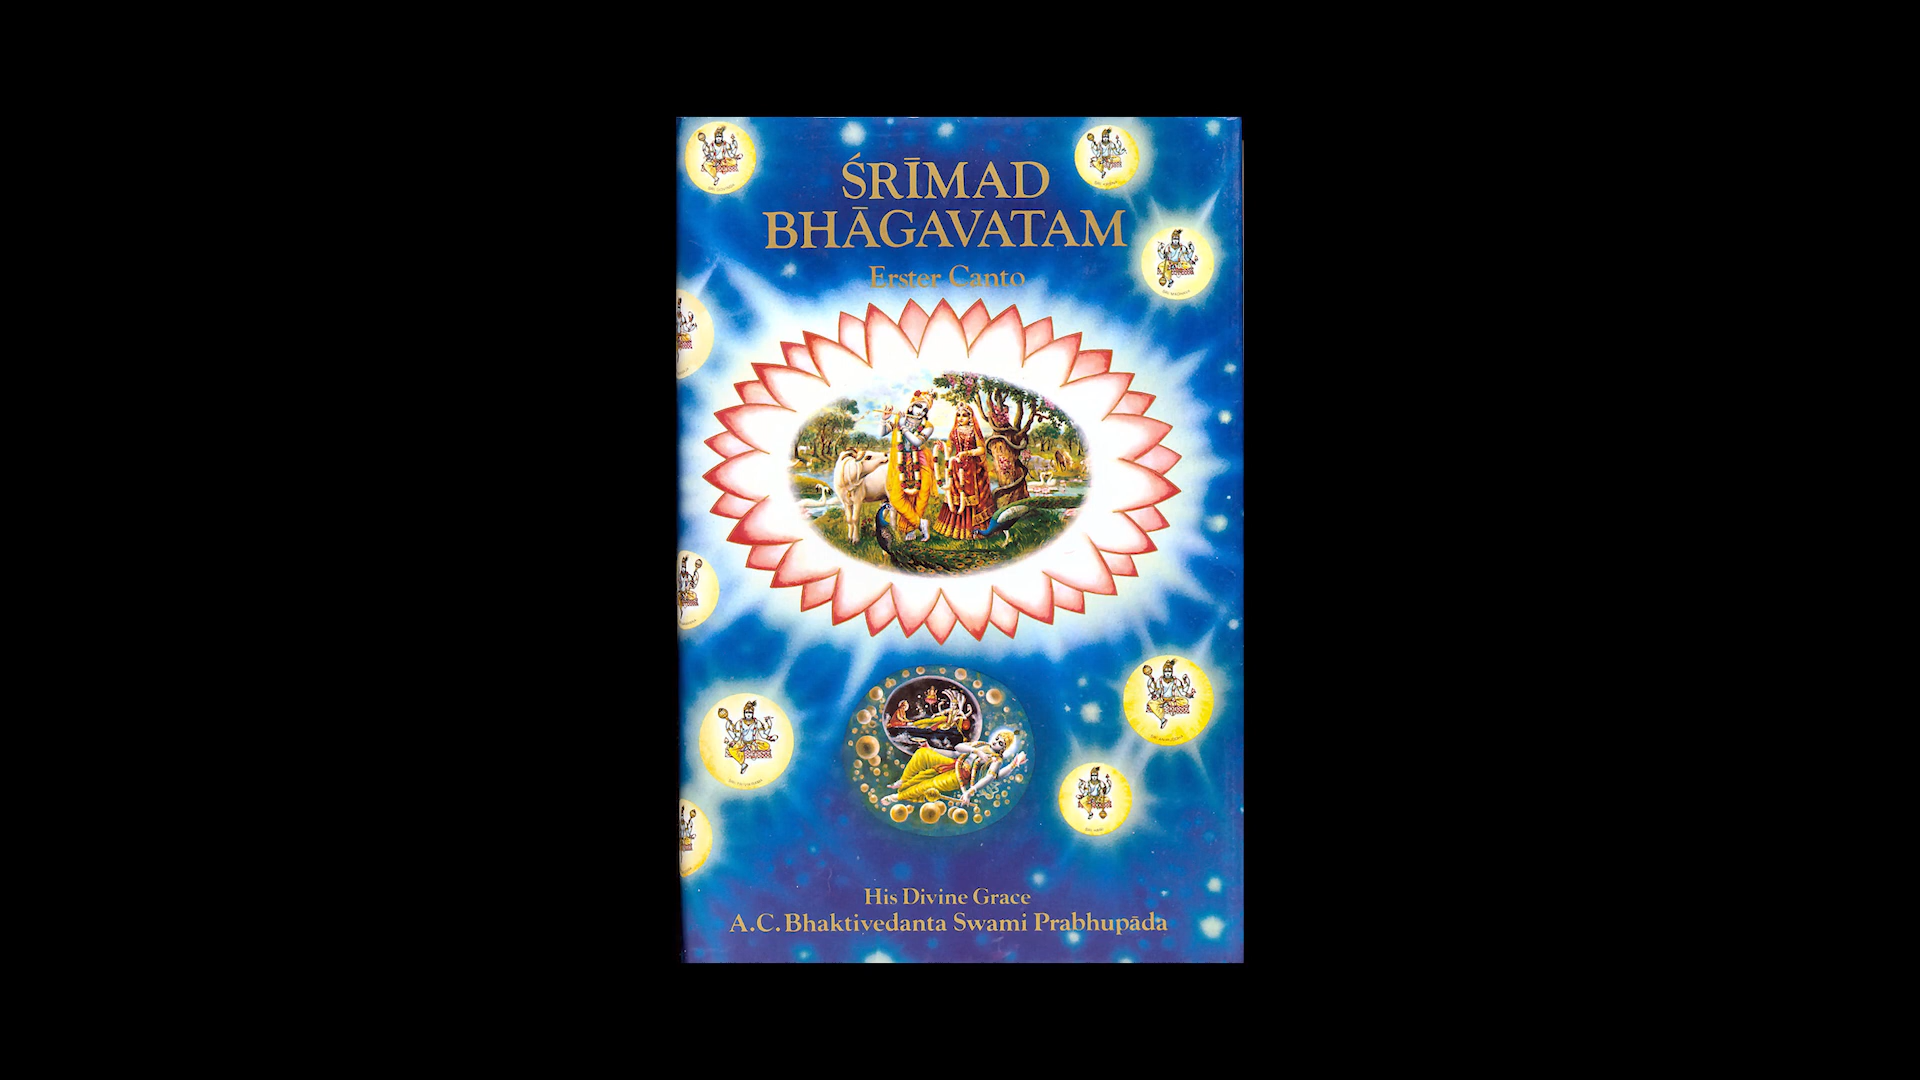 ŚRĪMAD
BHĀGAVATAM
Erster Canto
His Divine Grace
A.C. Bhaktivedanta Swami Prabhupāda